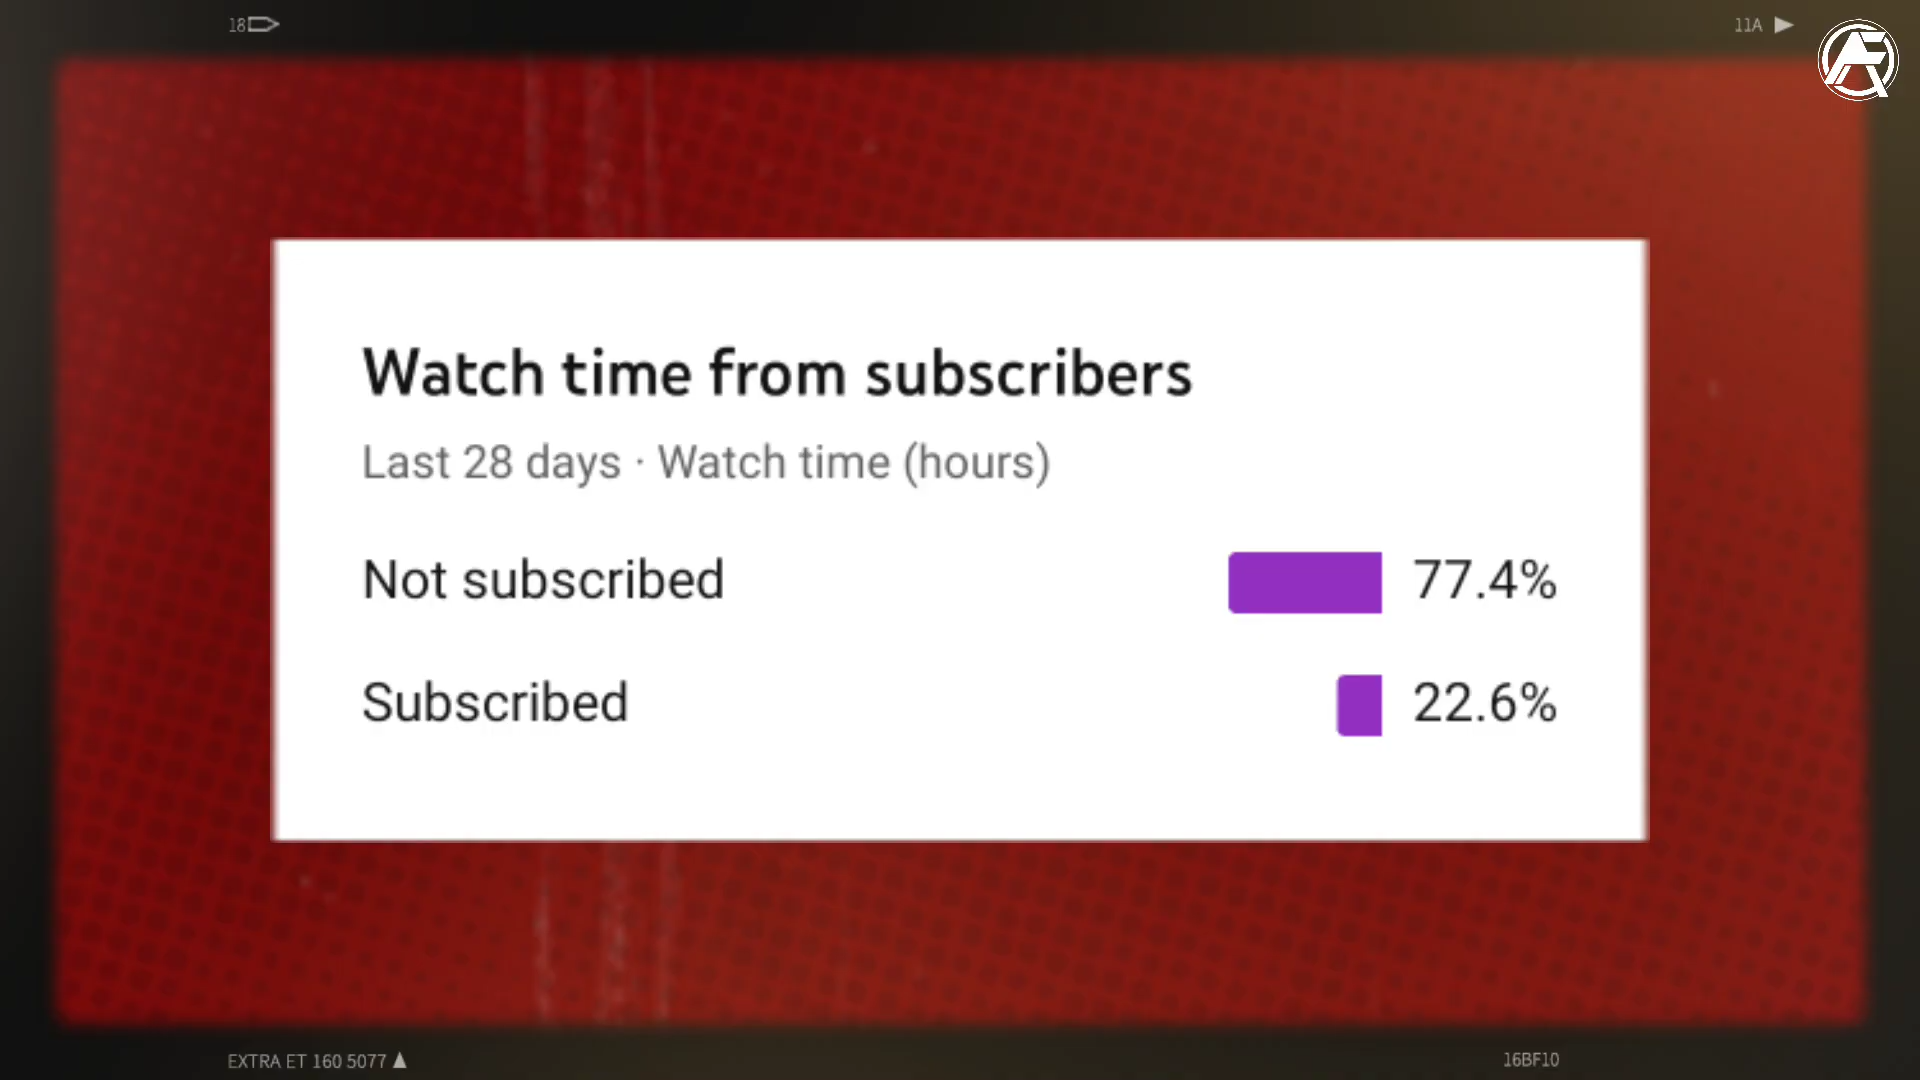 18
11A
Watch time from subscribers
Last 28 days · Watch time (hours)
Not subscribed 77.4%
Subscribed 22.6%
EXTRA ET 160 5077
16BF10